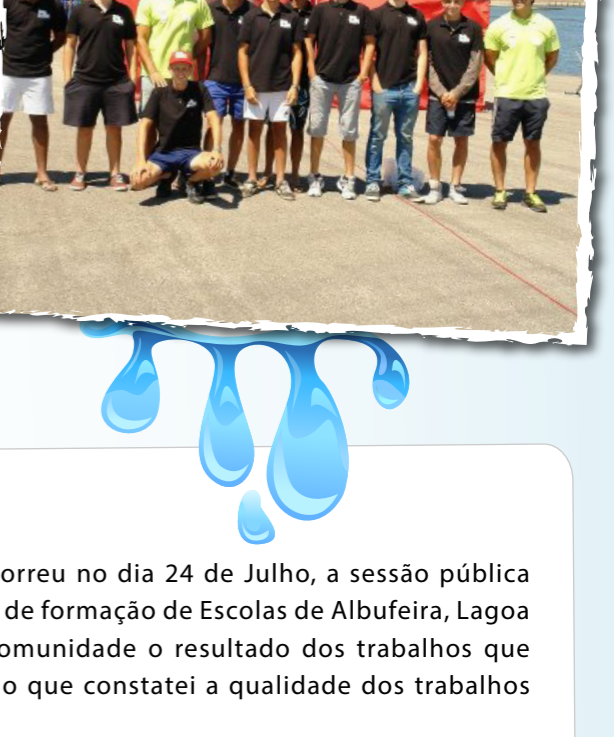 orreu no dia 24 de Julho, a sessão pública
de formação de Escolas de Albufeira, Lagoa
omunidade o resultado dos trabalhos que
o que constatei a qualidade dos trabalhos